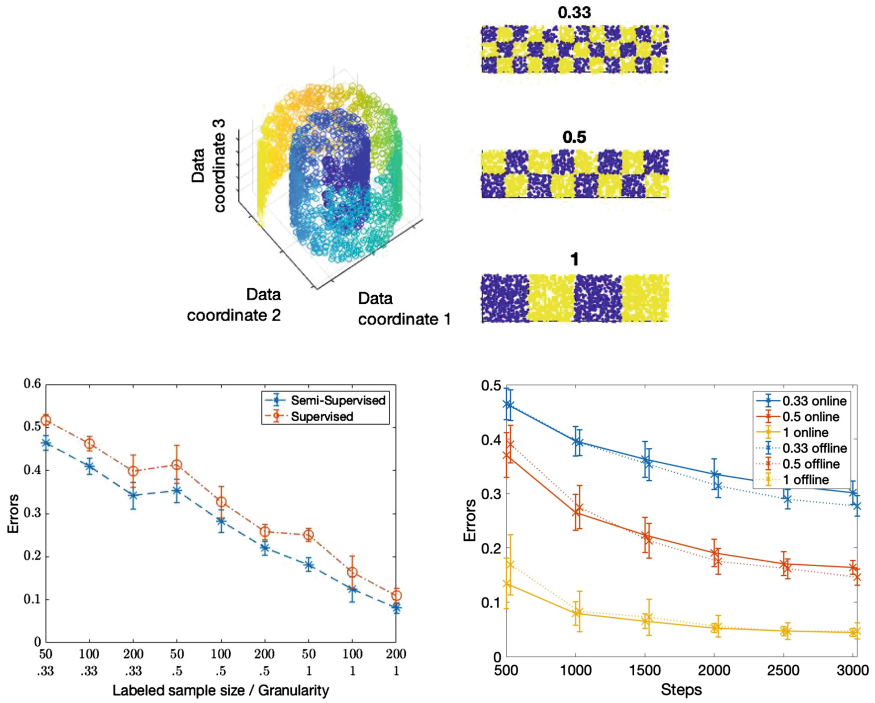 0.33
Data
coordinate 3
Data
coordinate 2
Data
coordinate 1
0.5
1
0.6
0.5
0.4
0.3
0.2
0.1
0
Errors
Semi-Supervised
Supervised
50 100 200 50 100 200 50 100 200
.33 .33 .33 .5 .5 .5 1 1 1
Labeled sample size / Granularity
0.5
0.4
0.3
0.2
0.1
0
Errors
0.33 online
0.5 online
1 online
0.33 offline
0.5 offline
1 offline
500 1000 1500 2000 2500 3000
Steps